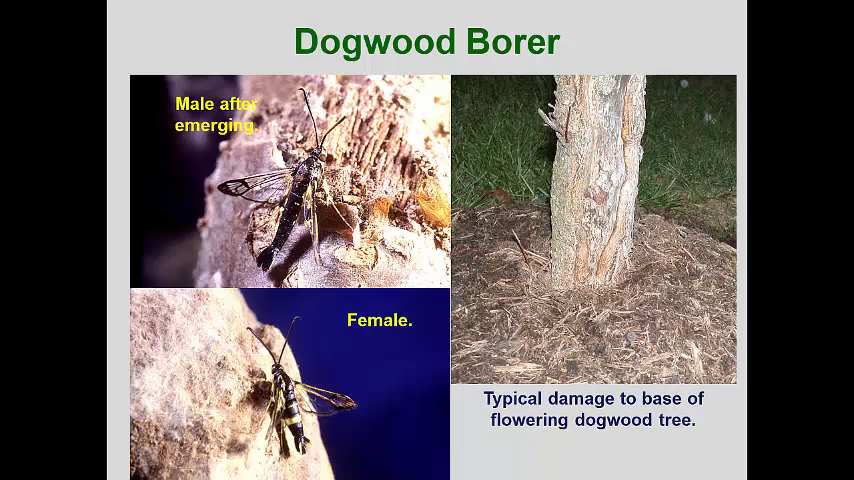 Dogwood Borer
Male after
emerging.
Female.
Typical damage to base of
flowering dogwood tree.